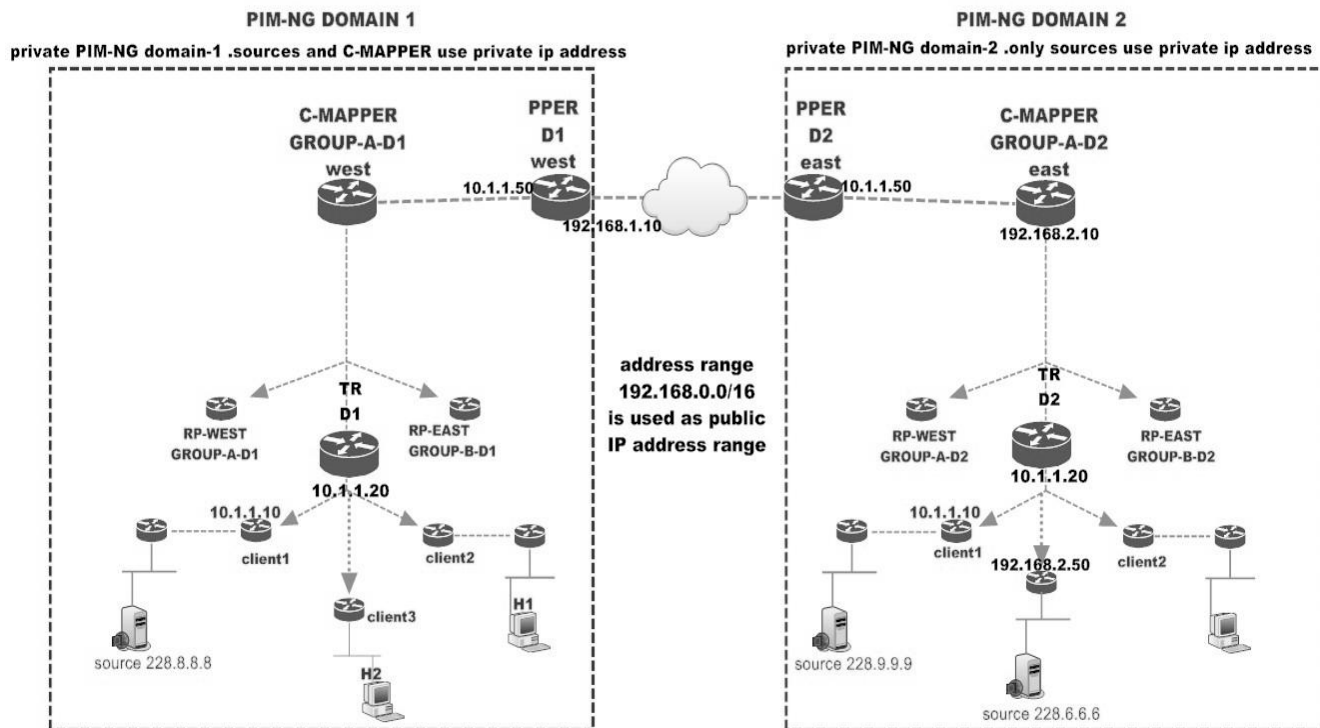 PIM-NG DOMAIN 1
private PIM-NG domain-1 .sources and C-MAPPER use private ip address
C-MAPPER
GROUP-A-D1
west
PPER
D1
west
10.1.1.50
192.168.1.10
TR
D1
RP-WEST
GROUP-A-D1
RP-EAST
GROUP-B-D1
10.1.1.20
10.1.1.10
client1
client2
client3
H1
H2
source 228.8.8.8
address range
192.168.0.0/16
is used as public
IP address range
PIM-NG DOMAIN 2
private PIM-NG domain-2 .only sources use private ip address
PPER
D2
east
C-MAPPER
GROUP-A-D2
east
10.1.1.50
192.168.2.10
TR
D2
RP-WEST
GROUP-A-D2
RP-EAST
GROUP-B-D2
10.1.1.20
10.1.1.10
client1
client2
192.168.2.50
source 228.9.9.9
source 228.6.6.6